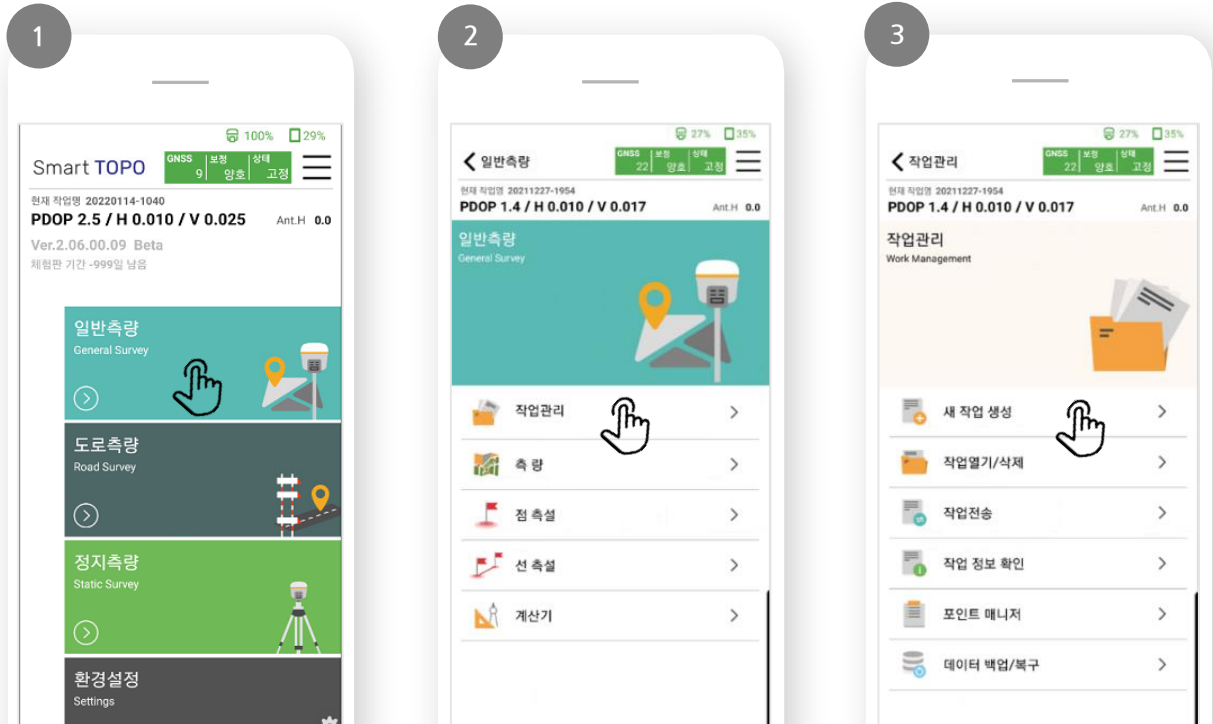 1
100% 29%
Smart TOPO
GNSS 보정 상태
9 양호 고정
현재 작업명 20220114-1040
PDOP 2.5 / H 0.010 / V 0.025 Ant.H 0.0
Ver.2.06.00.09 Beta
체험판 기간 -999일 남음
일반측량
General Survey
도로측량
Road Survey
정지측량
Static Survey
환경설정
Settings
2
27% 35%
일반측량
GNSS 보정 상태
22 양호 고정
현재 작업명 20211227-1954
PDOP 1.4 / H 0.010 / V 0.017 Ant.H 0.0
일반측량
General Survey
작업관리
측 량
점 측설
선 측설
계산기
3
27% 35%
작업관리
GNSS 보정 상태
22 양호 고정
현재 작업명 20211227-1954
PDOP 1.4 / H 0.010 / V 0.017 Ant.H 0.0
작업관리
Work Management
새 작업 생성
작업열기/삭제
작업전송
작업 정보 확인
포인트 매니저
데이터 백업/복구